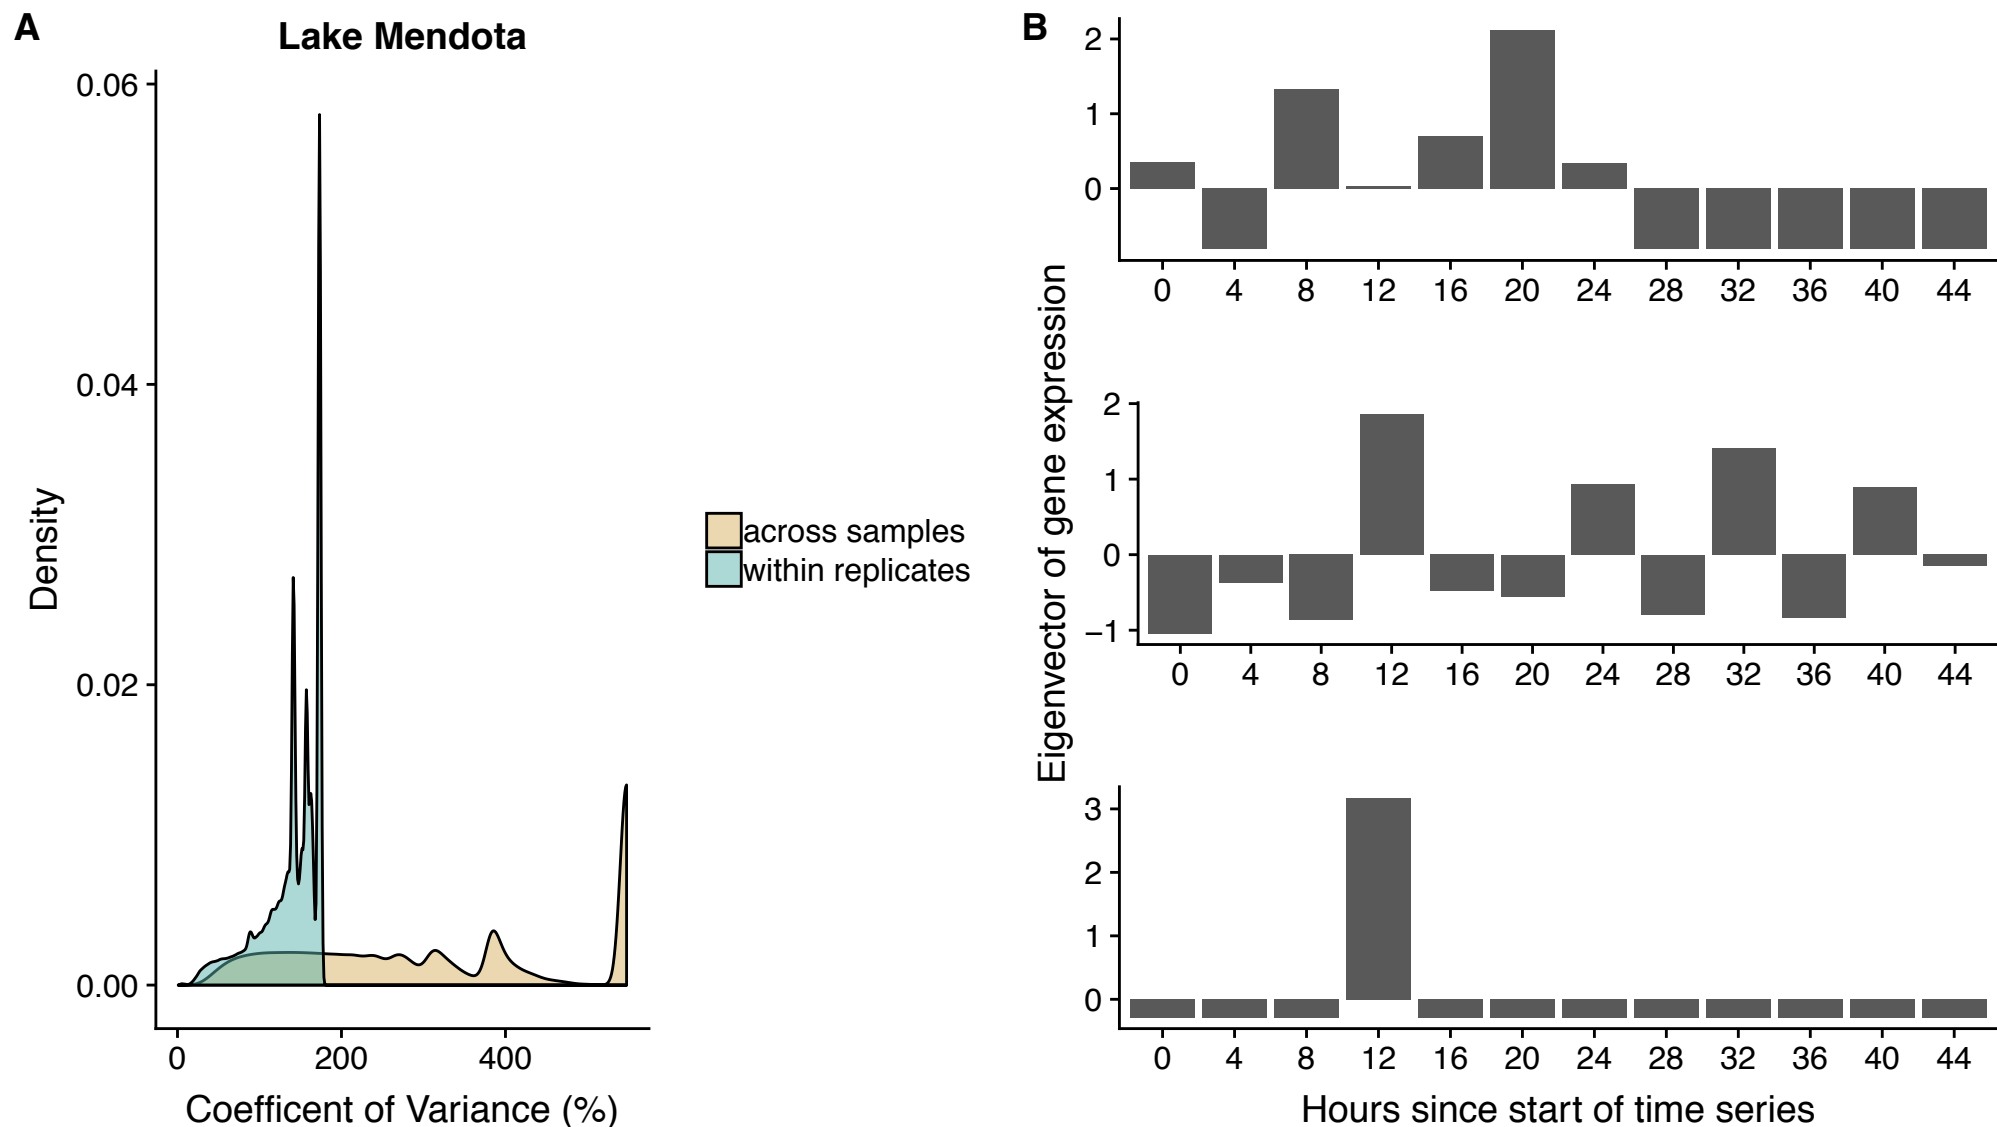 A
Lake Mendota
0.06
0.04
0.02
0.00
Density
0 200 400
Coefficent of Variance (%)
across samples
within replicates
B
Eigenvector of gene expression
2
1
0
0 4 8 12 16 20 24 28 32 36 40 44
2
1
0
−1
0 4 8 12 16 20 24 28 32 36 40 44
3
2
1
0
0 4 8 12 16 20 24 28 32 36 40 44
Hours since start of time series